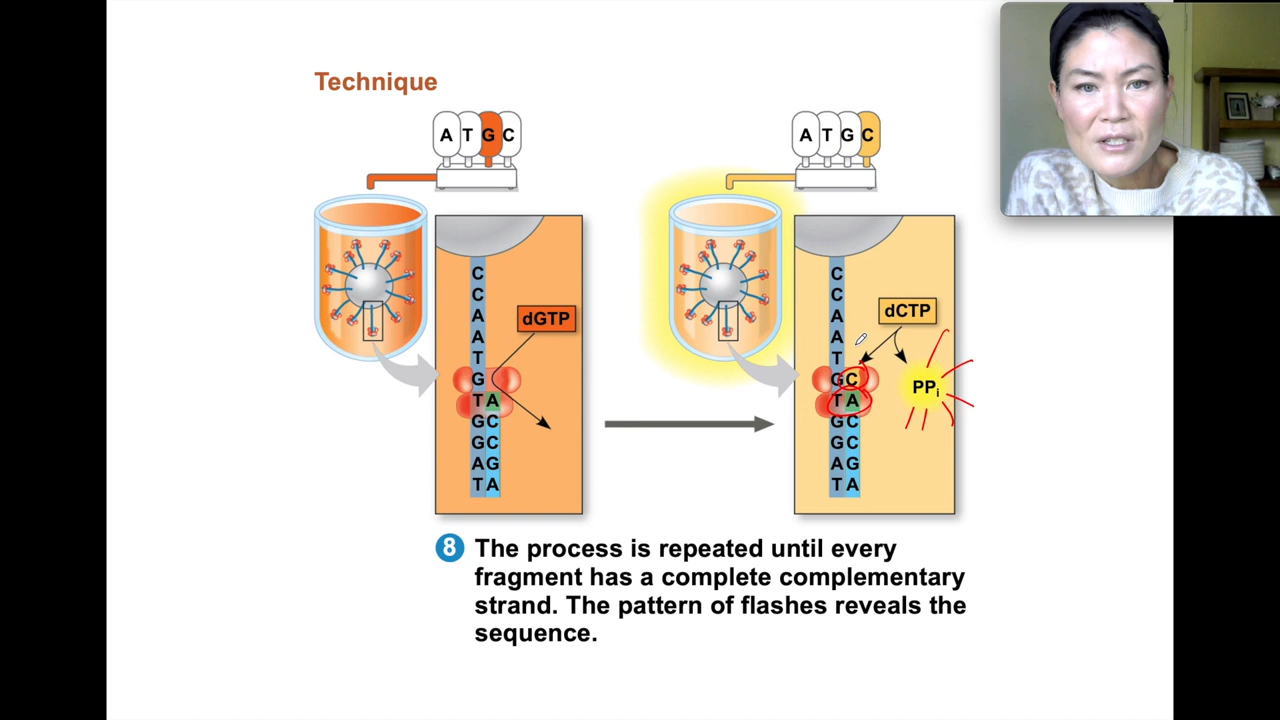 Technique
A T G C
A T G C
C
C
A
A
T
G
T A
G C
G C
A G
T A
dGTP
C
C
A
A
T
G C
T A
G C
G C
A G
T A
dCTP
PPi
8 The process is repeated until every
fragment has a complete complementary
strand. The pattern of flashes reveals the
sequence.